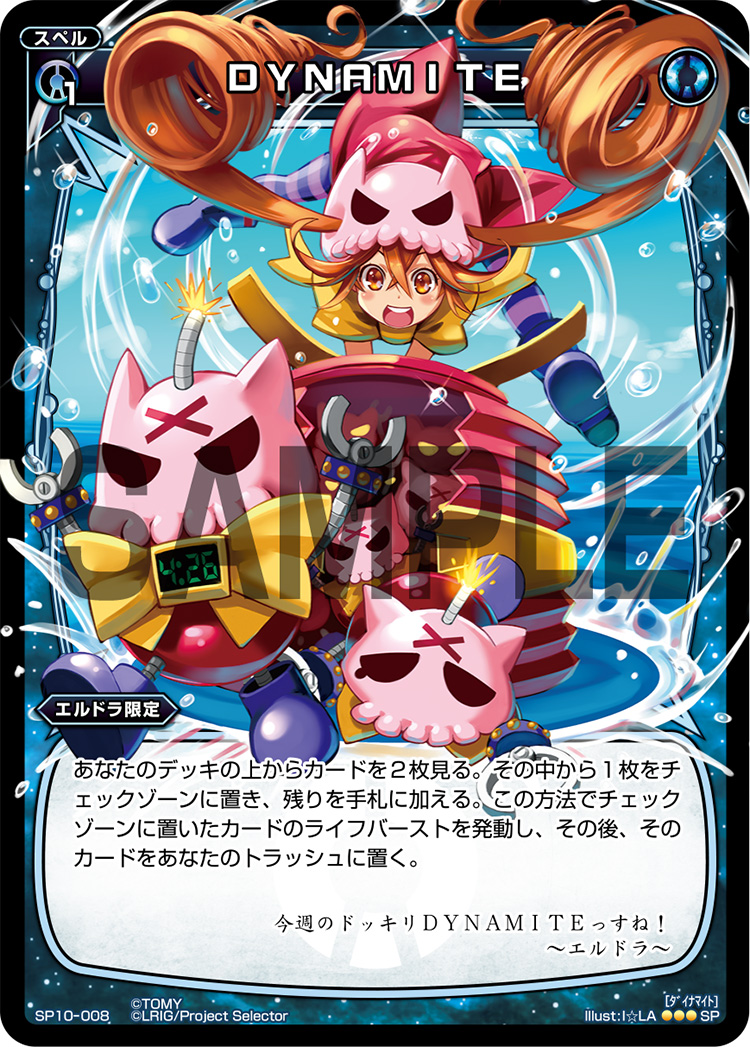 スペル
1
DYNAMITE
4:26
SAMPLE
エルドラ限定
あなたのデッキの上からカードを２枚見る。その中から１枚をチ
ェックゾーンに置き、残りを手札に加える。この方法でチェック
ゾーンに置いたカードのライフバーストを発動し、その後、その
カードをあなたのトラッシュに置く。
今週のドッキリDYNAMITEっすね！
～エルドラ～
[ﾀﾞｲﾅﾏｲﾄ]
©TOMY
SP10-008 ©LRIG/Project Selector illust:I☆LA SP